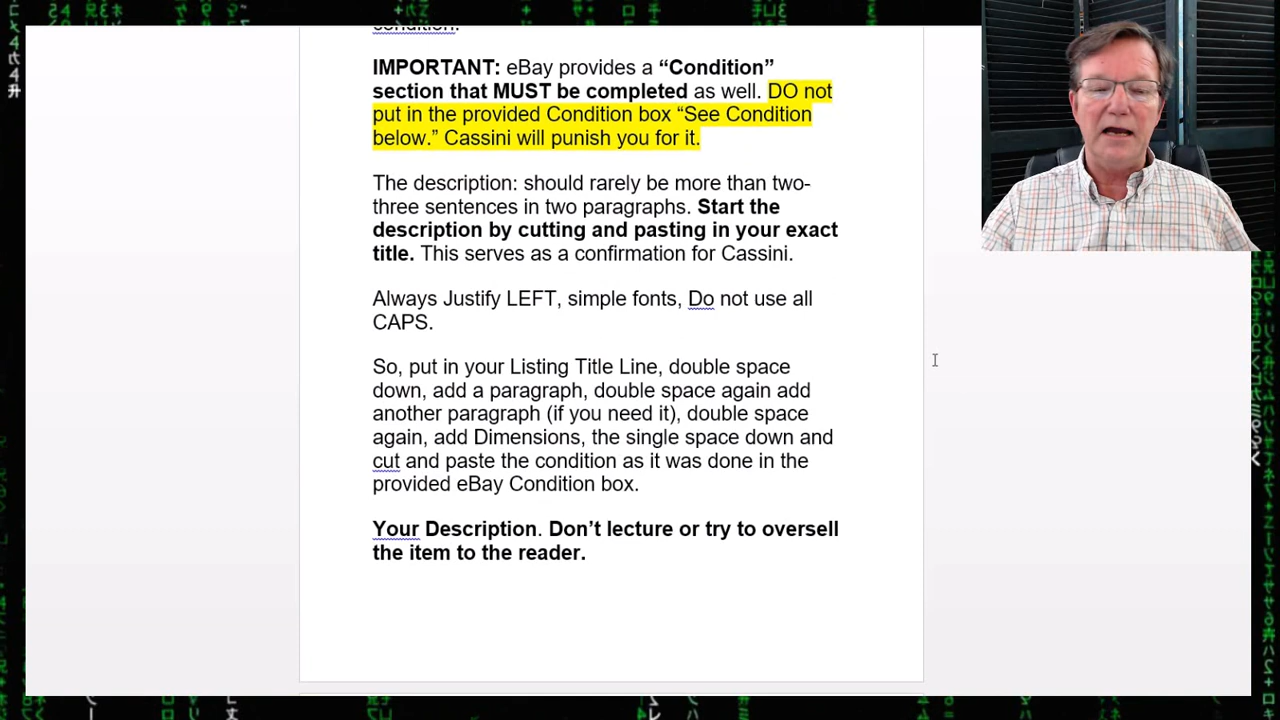 condition.
IMPORTANT: eBay provides a “Condition”
section that MUST be completed as well. DO not
put in the provided Condition box “See Condition
below.” Cassini will punish you for it.
The description: should rarely be more than two-
three sentences in two paragraphs. Start the
description by cutting and pasting in your exact
title. This serves as a confirmation for Cassini.
Always Justify LEFT, simple fonts, Do not use all
CAPS.
So, put in your Listing Title Line, double space
down, add a paragraph, double space again add
another paragraph (if you need it), double space
again, add Dimensions, the single space down and
cut and paste the condition as it was done in the
provided eBay Condition box.
Your Description. Don’t lecture or try to oversell
the item to the reader.